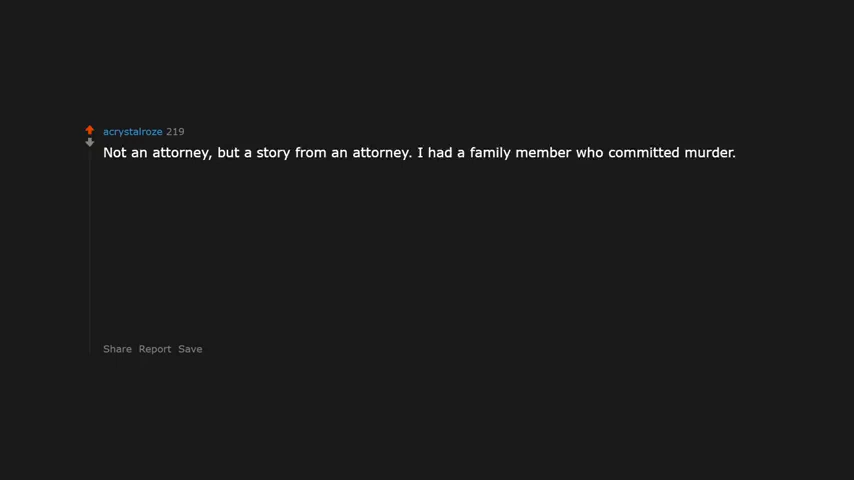 acrystalroze 219
Not an attorney, but a story from an attorney. I had a family member who committed murder.
Share Report Save